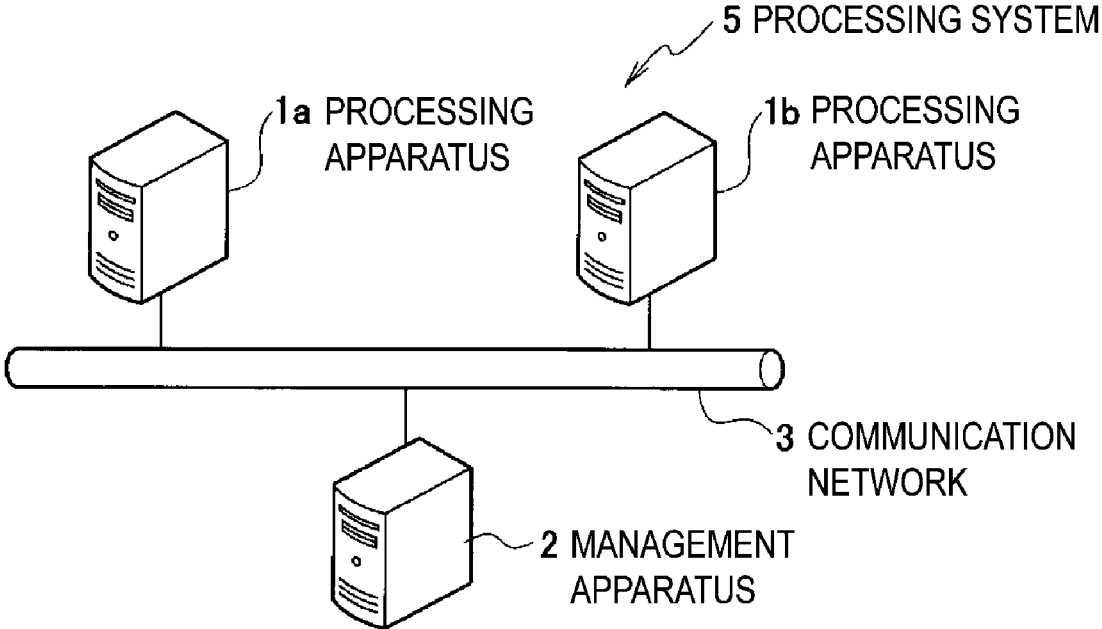 5 PROCESSING SYSTEM
1a PROCESSING
APPARATUS
1b PROCESSING
APPARATUS
3 COMMUNICATION
NETWORK
2 MANAGEMENT
APPARATUS